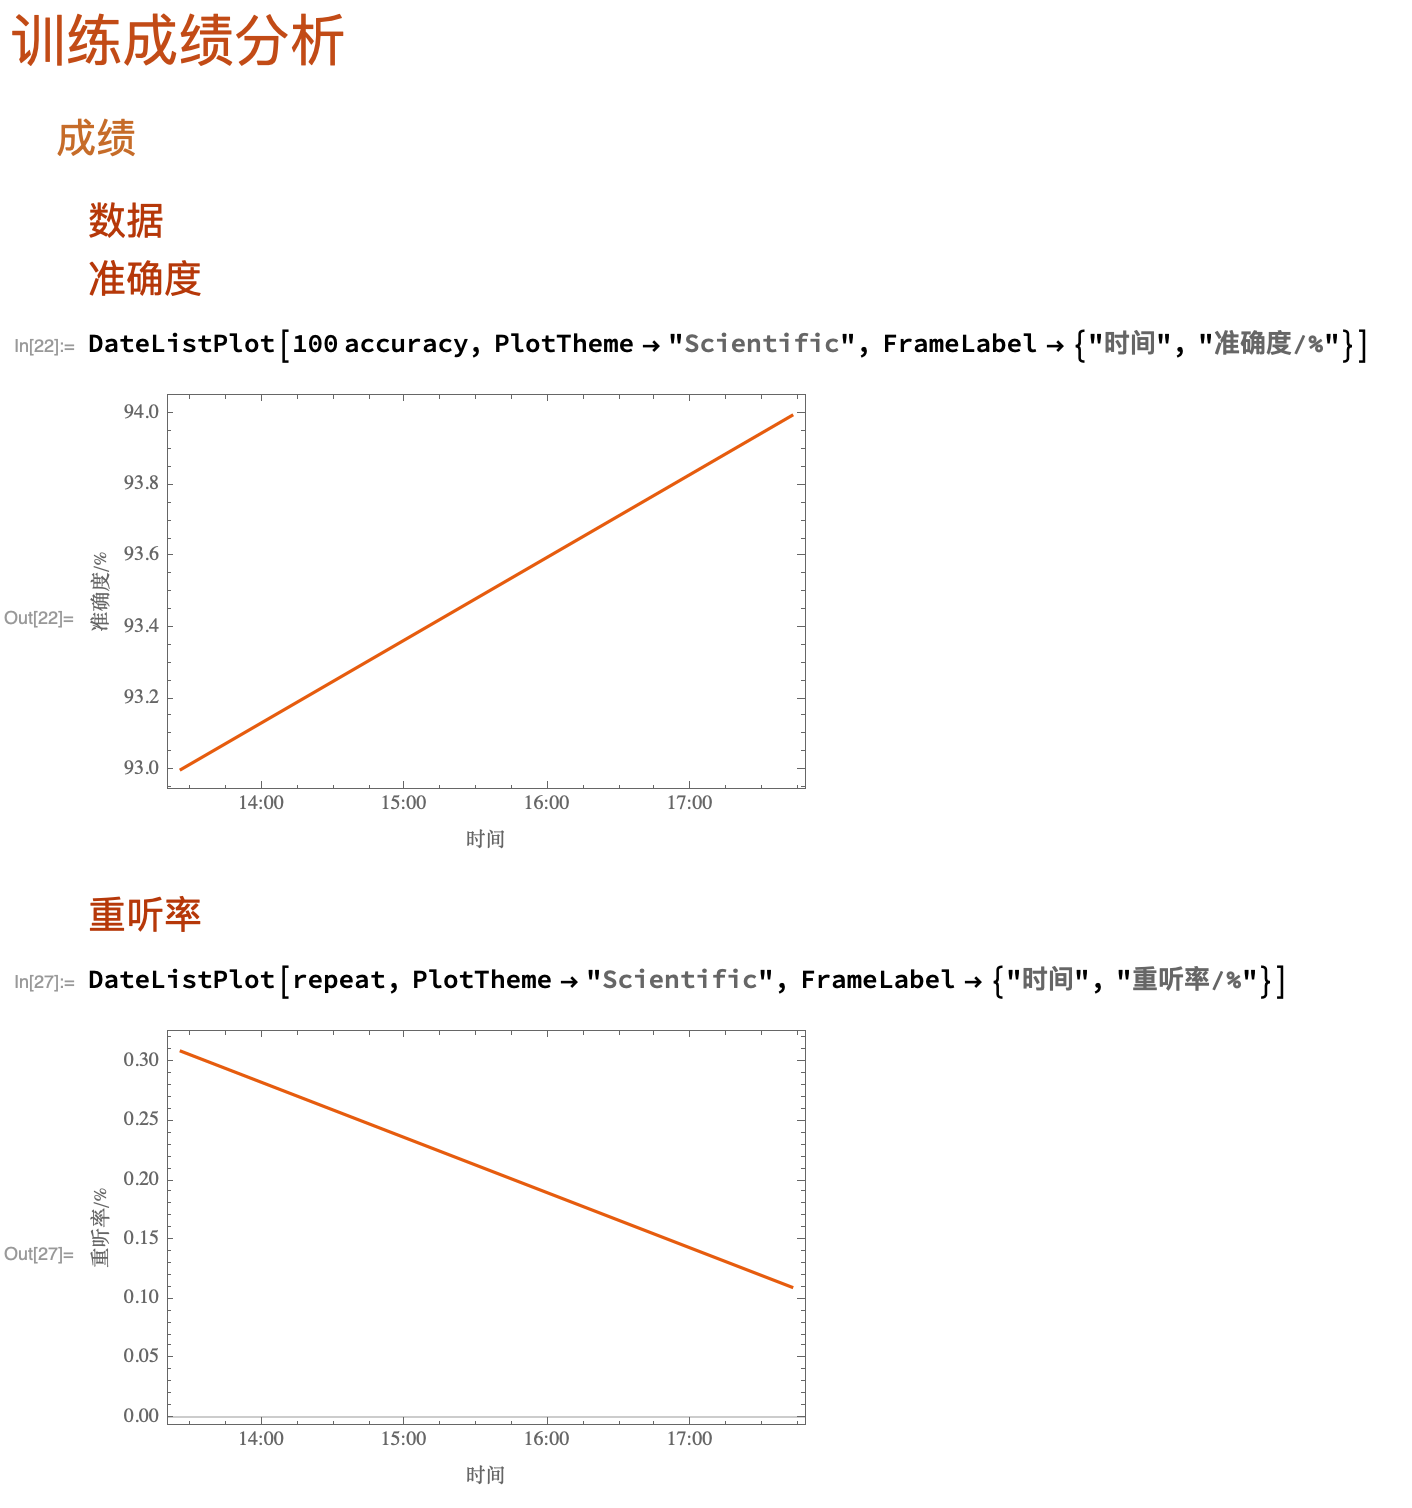 训练成绩分析
成绩
数据
准确度
In[22]:= DateListPlot[100 accuracy, PlotTheme → "Scientific", FrameLabel → {"时间", "准确度/%"}]
94.0
93.8
93.6
准确度/%
Out[22]=
93.4
93.2
93.0
14:00 15:00 16:00 17:00
时间
重听率
In[27]:= DateListPlot[repeat, PlotTheme → "Scientific", FrameLabel → {"时间", "重听率/%"}]
0.30
0.25
0.20
重听率/%
0.15
Out[27]=
0.10
0.05
0.00
14:00 15:00 16:00 17:00
时间